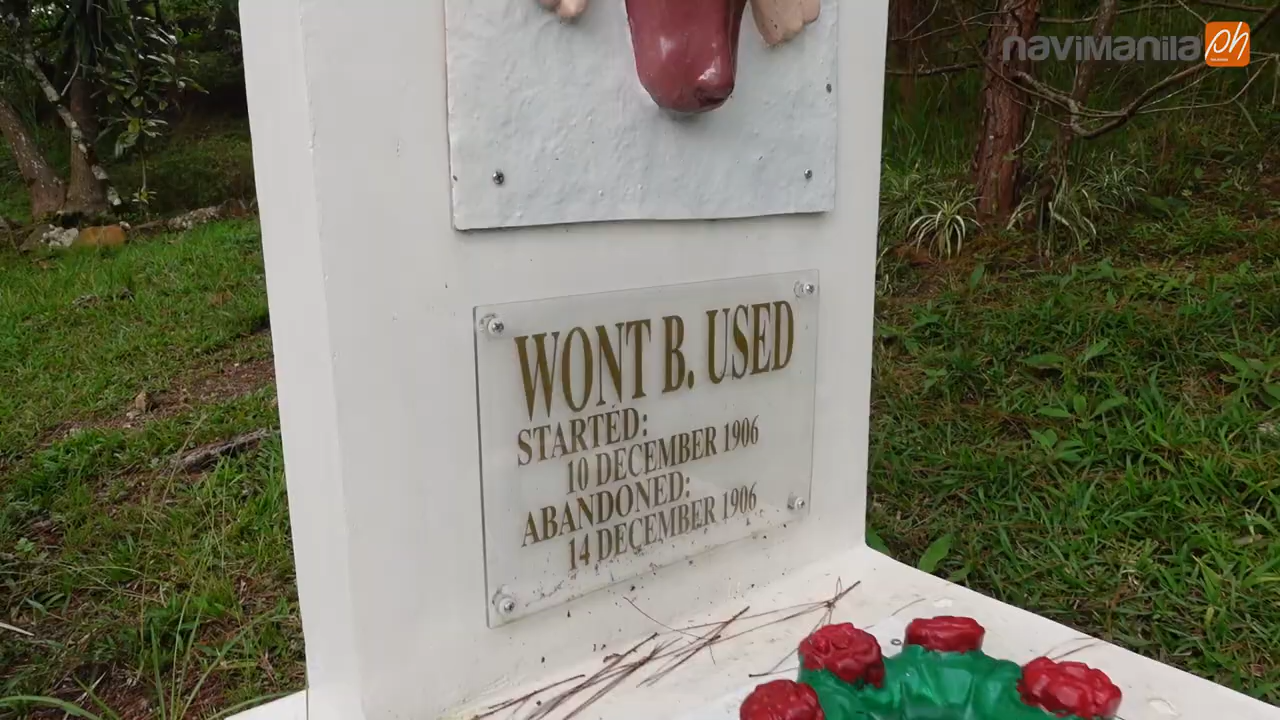 naviManila ph
WONT B. USED
STARTED:
10 DECEMBER 1906
ABANDONED:
14 DECEMBER 1906